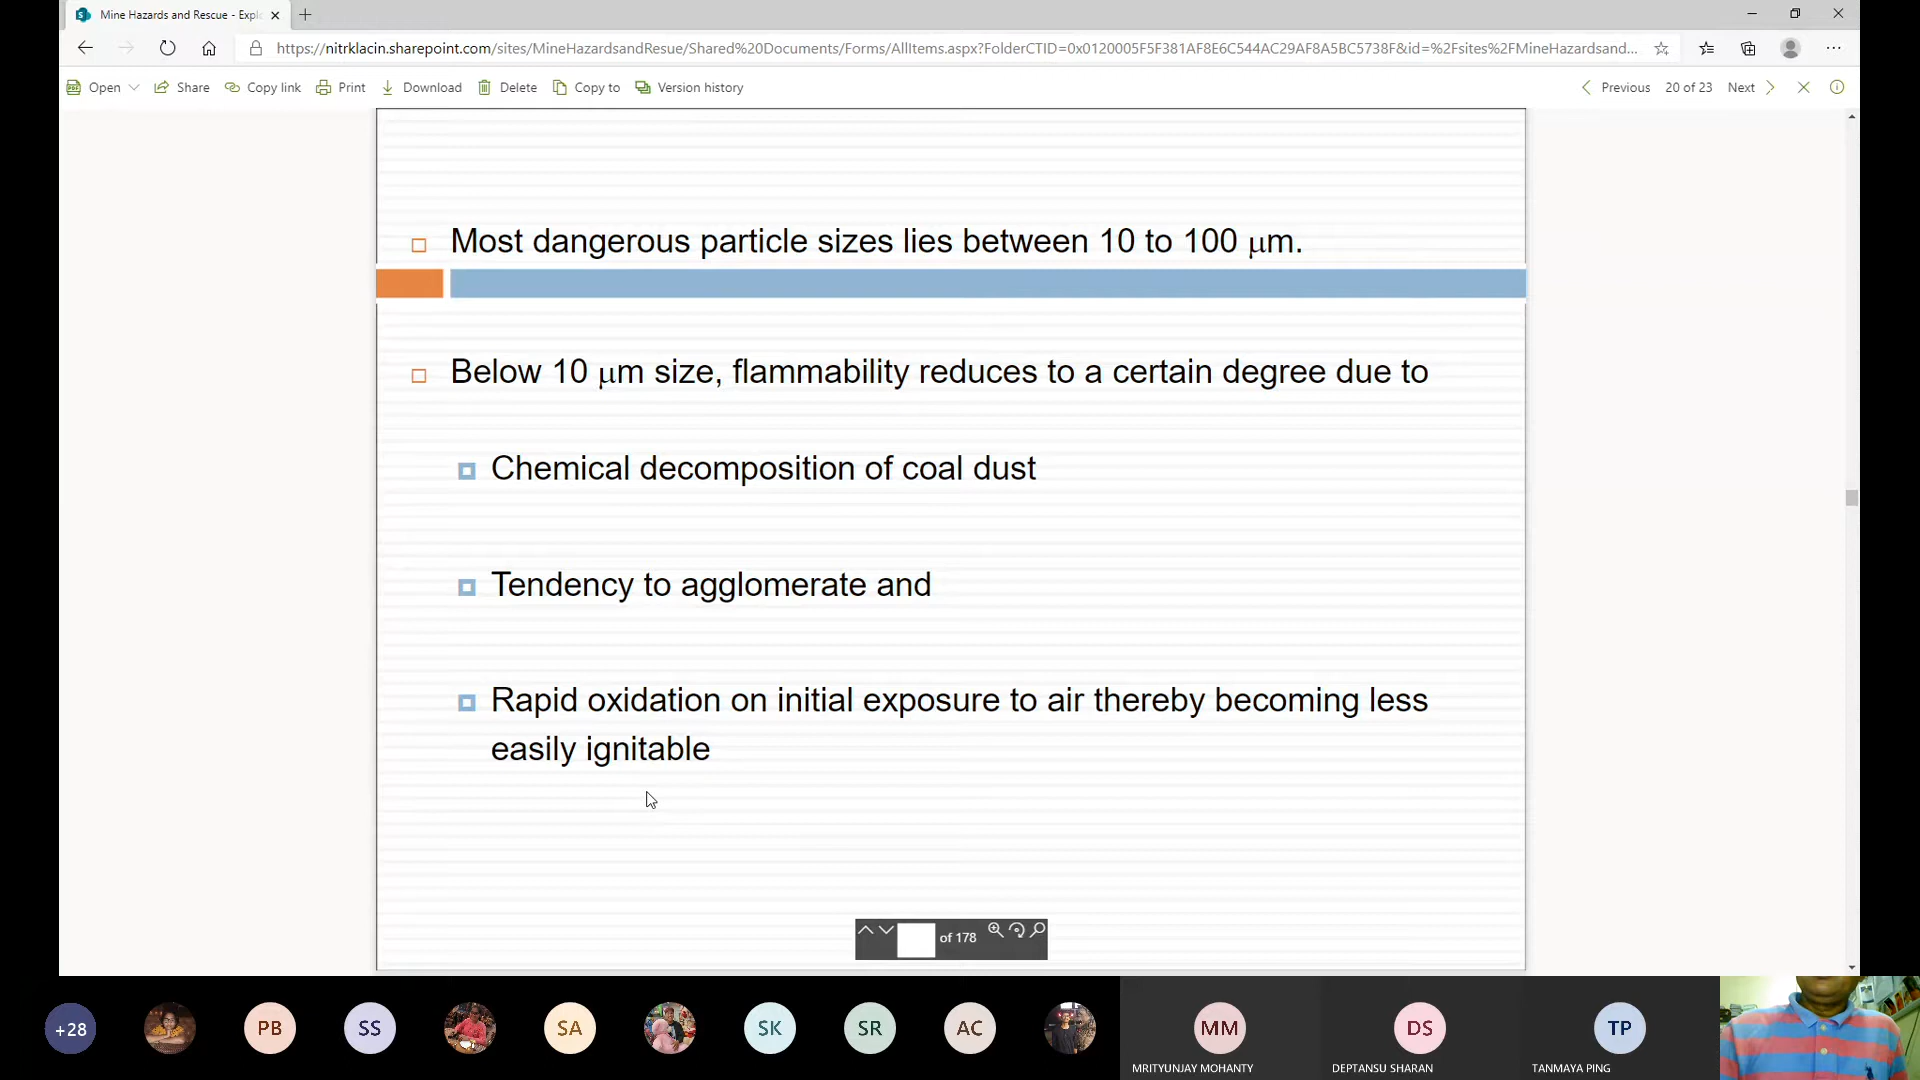 Mine Hazards and Rescue - Explo
https://nitrklacin.sharepoint.com/sites/MineHazardsandResue/Shared%20Documents/Forms/AllItems.aspx?FolderCTID=0x0120005F5F381AF8E6C544AC29AF8A5BC5738F&id=%2Fsites%2FMineHazardsand...
Open Share Copy link Print Download Delete Copy to Version history Previous 20 of 23 Next
Most dangerous particle sizes lies between 10 to 100 µm.
Below 10 µm size, flammability reduces to a certain degree due to
Chemical decomposition of coal dust
Tendency to agglomerate and
Rapid oxidation on initial exposure to air thereby becoming less
easily ignitable
of 178
+28 PB SS SA SK SR AC MM DS TP
MRITYUNJAY MOHANTY DEPTANSU SHARAN TANMAYA PING